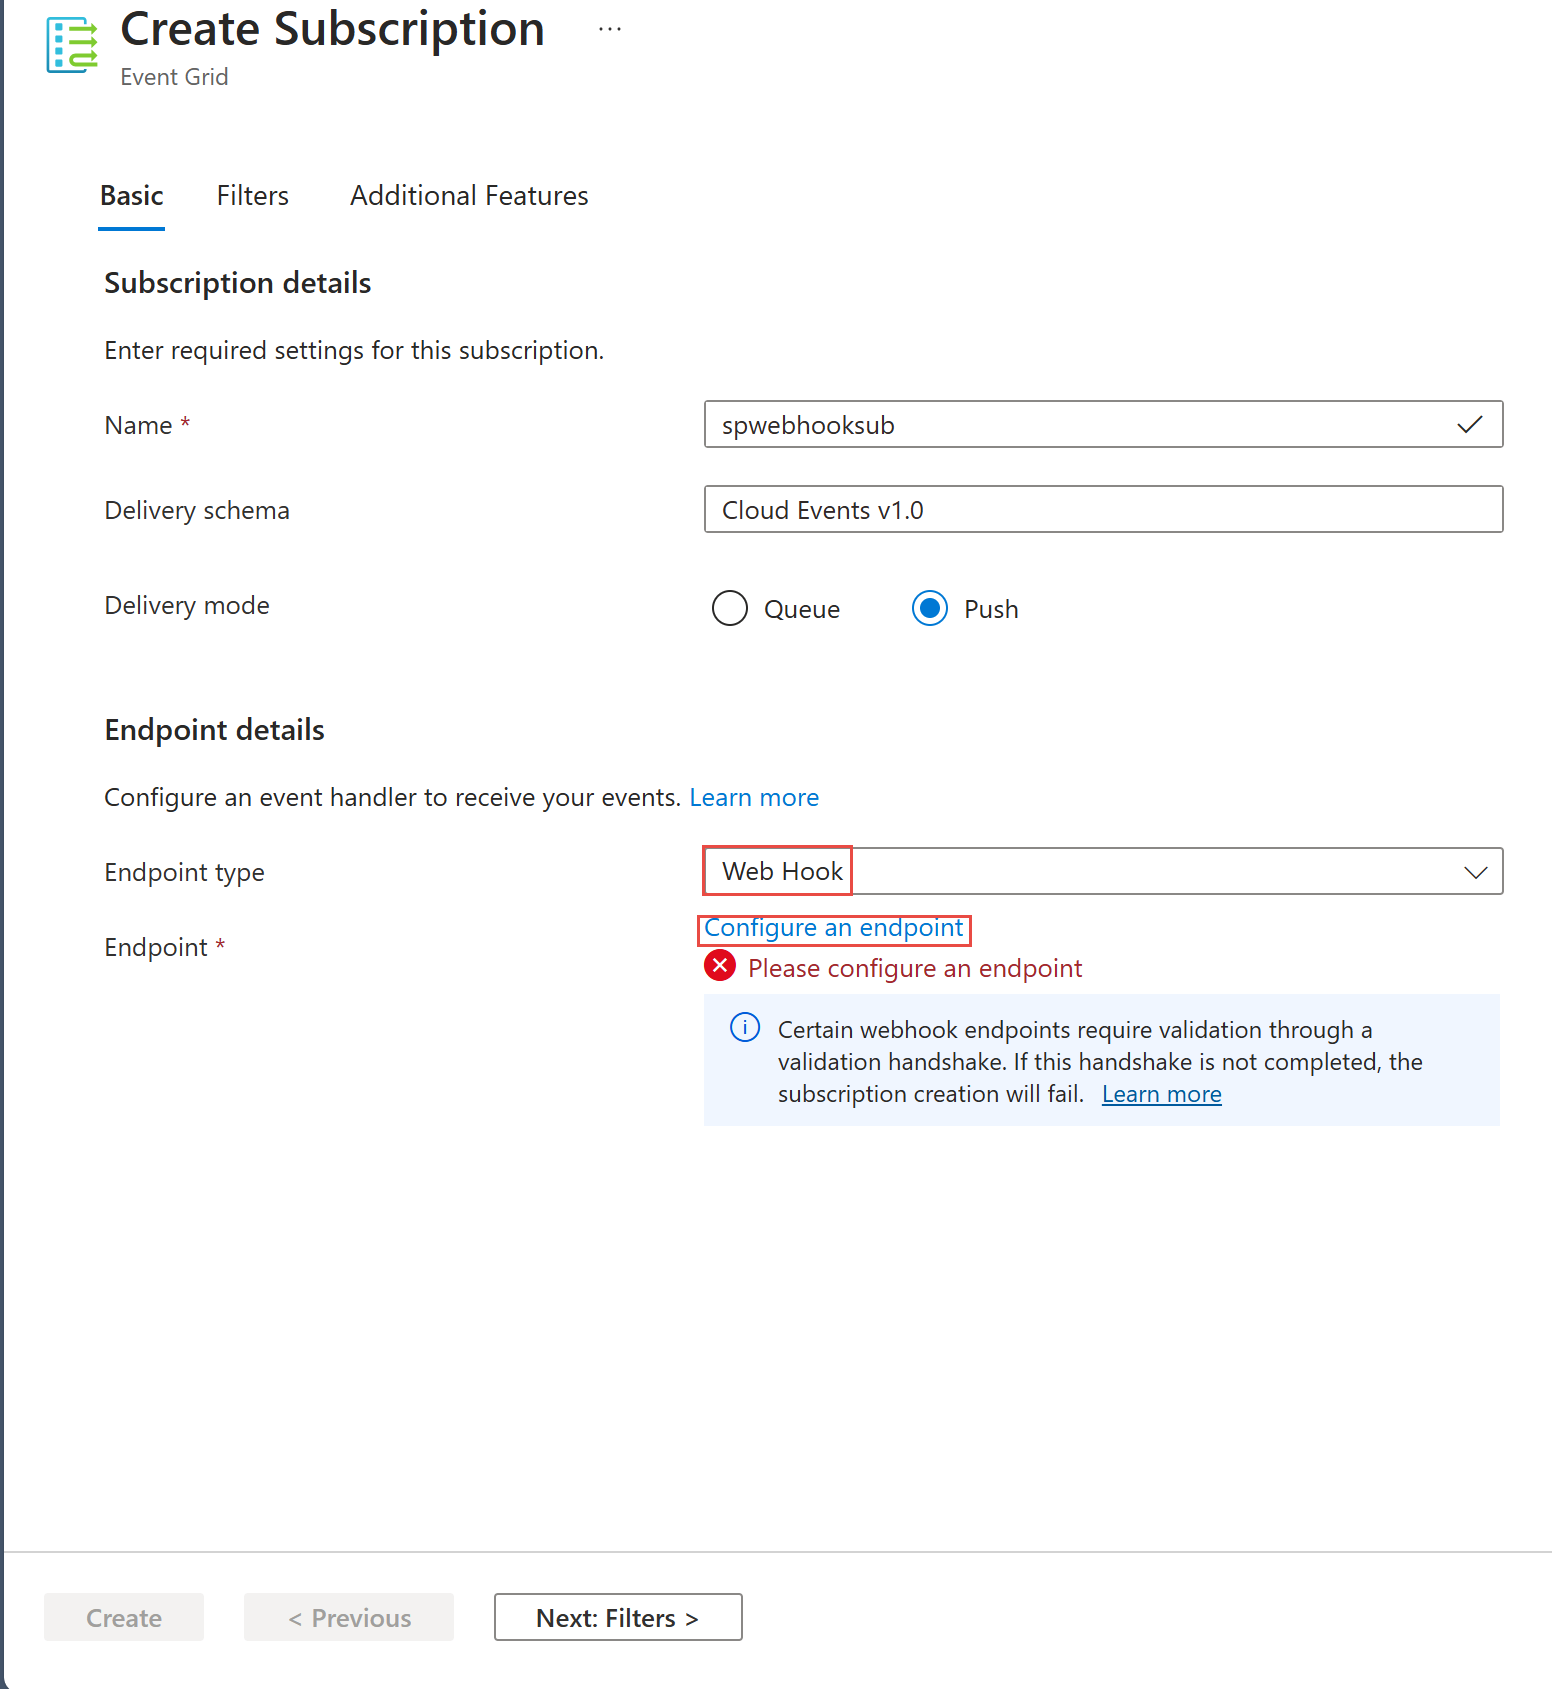 Create Subscription ...
Event Grid
Basic Filters Additional Features
Subscription details
Enter required settings for this subscription.
Name * spwebhooksub
Delivery schema Cloud Events v1.0
Delivery mode Queue Push
Endpoint details
Configure an event handler to receive your events. Learn more
Endpoint type Web Hook
Configure an endpoint
Endpoint *
Please configure an endpoint
Certain webhook endpoints require validation through a
validation handshake. If this handshake is not completed, the
subscription creation will fail. Learn more
Create < Previous Next: Filters >